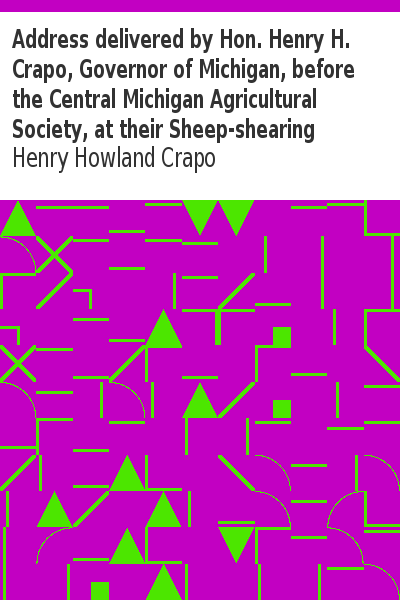 Address delivered by Hon. Henry H.
Crapo, Governor of Michigan, before
the Central Michigan Agricultural
Society, at their Sheep-shearing
Henry Howland Crapo